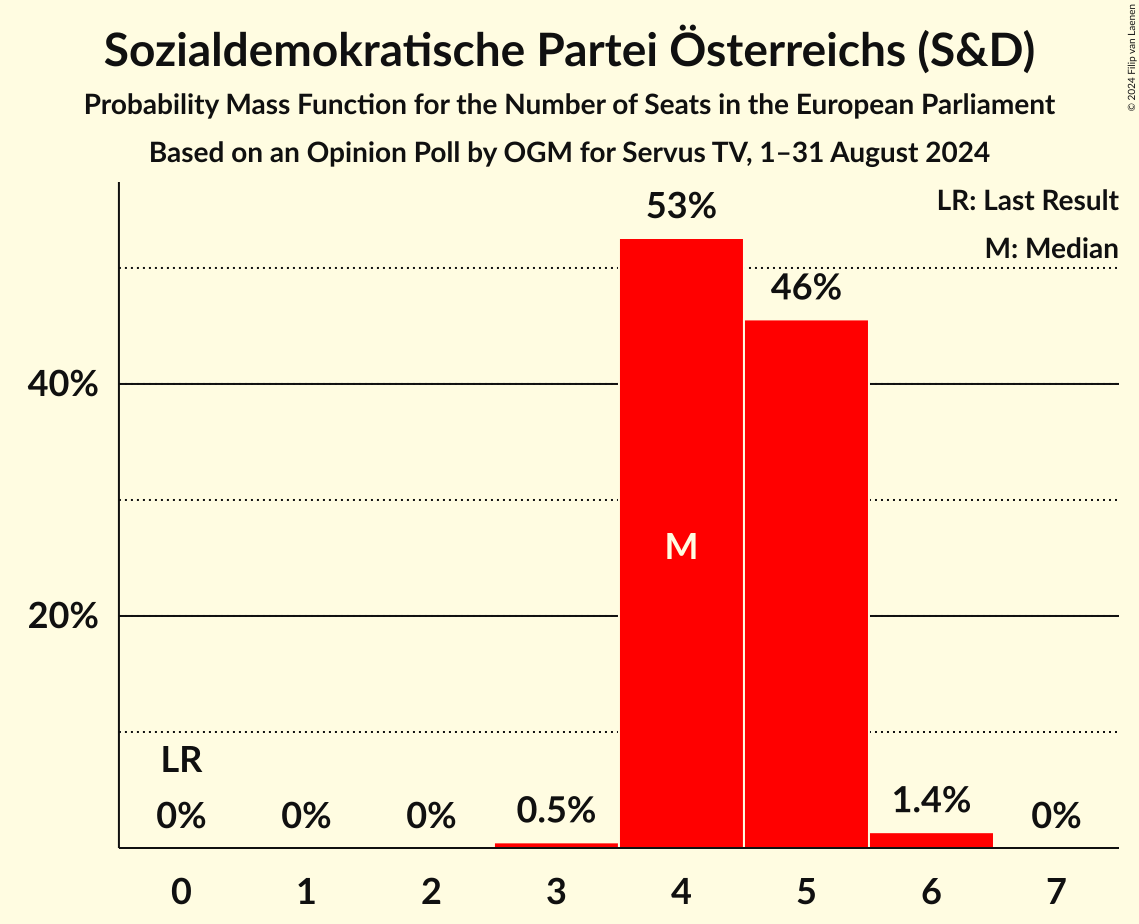 Sozialdemokratische Partei Österreichs (S&D)
Probability Mass Function for the Number of Seats in the European Parliament
Based on an Opinion Poll by OGM for Servus TV, 1–31 August 2024
© 2024 Filip van Laenen
LR: Last Result
M: Median
53%
46%
40%
M
20%
LR
0%
0%
0%
0.5%
1.4%
0%
0
1
2
3
4
5
6
7